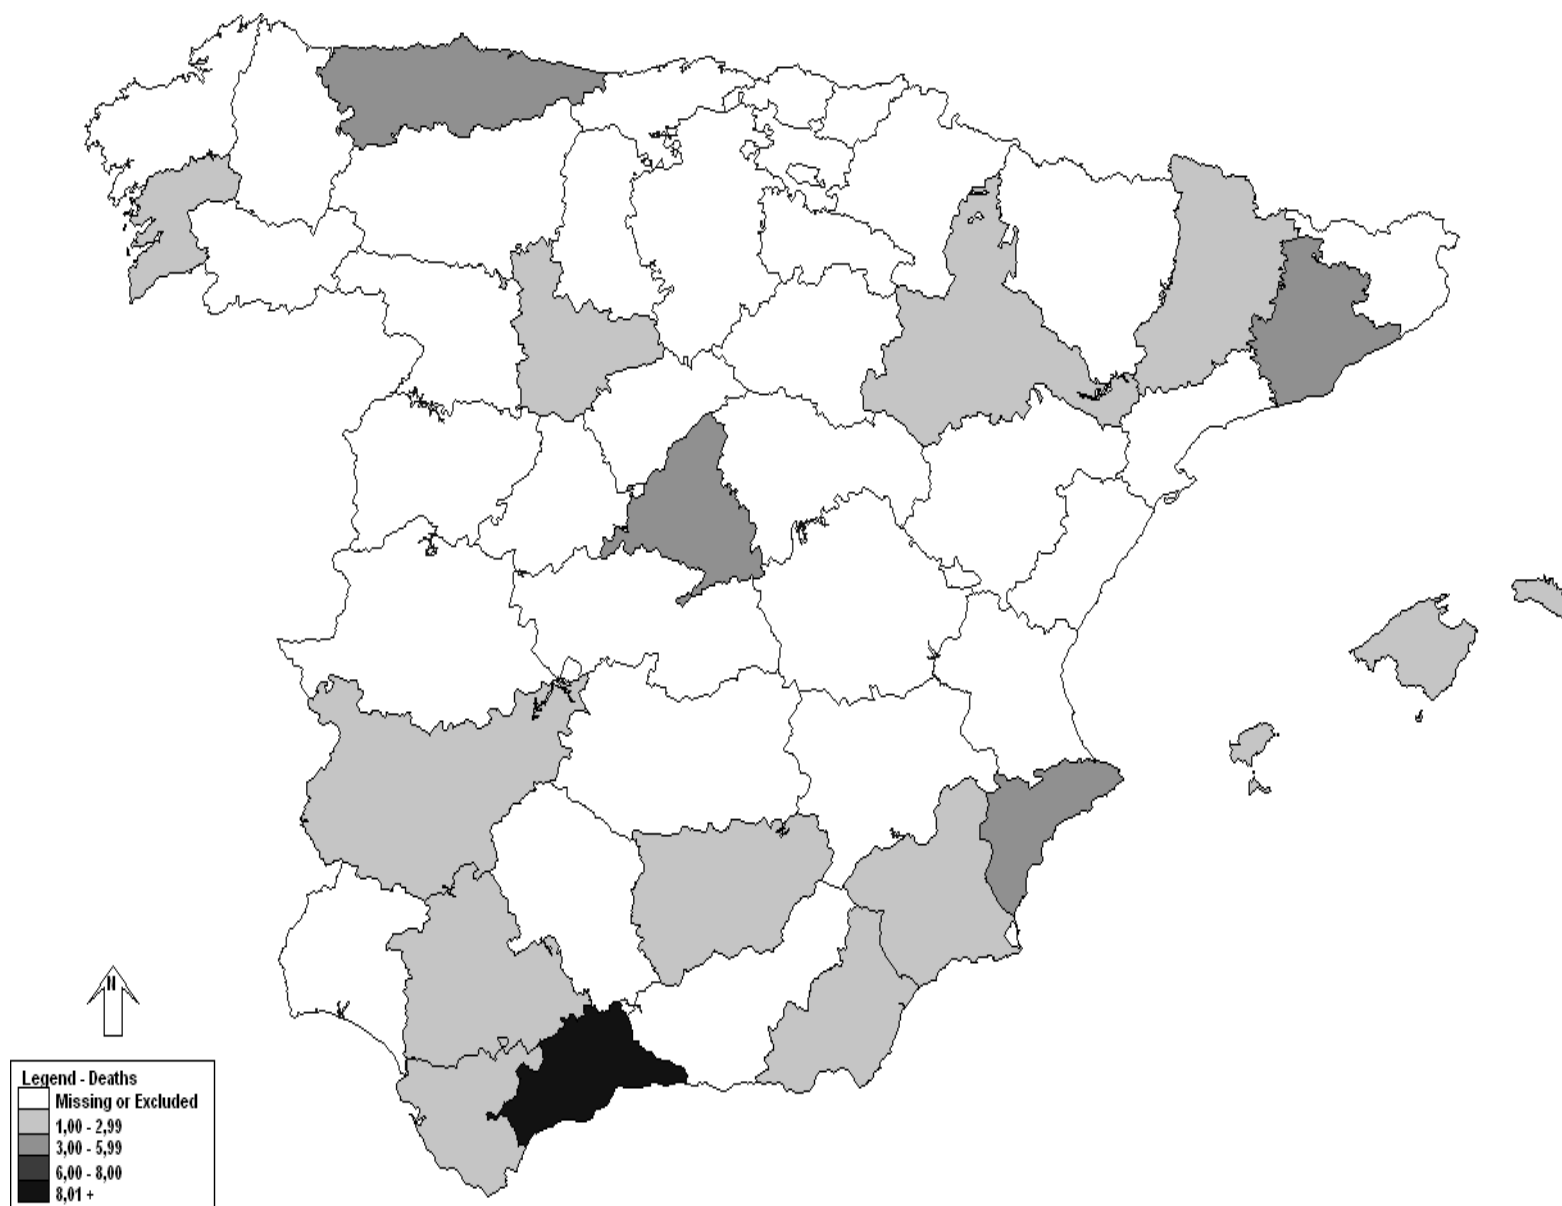 N
Legend - Deaths
Missing or Excluded
1,00 - 2,99
3,00 - 5,99
6,00 - 8,00
8,01 +